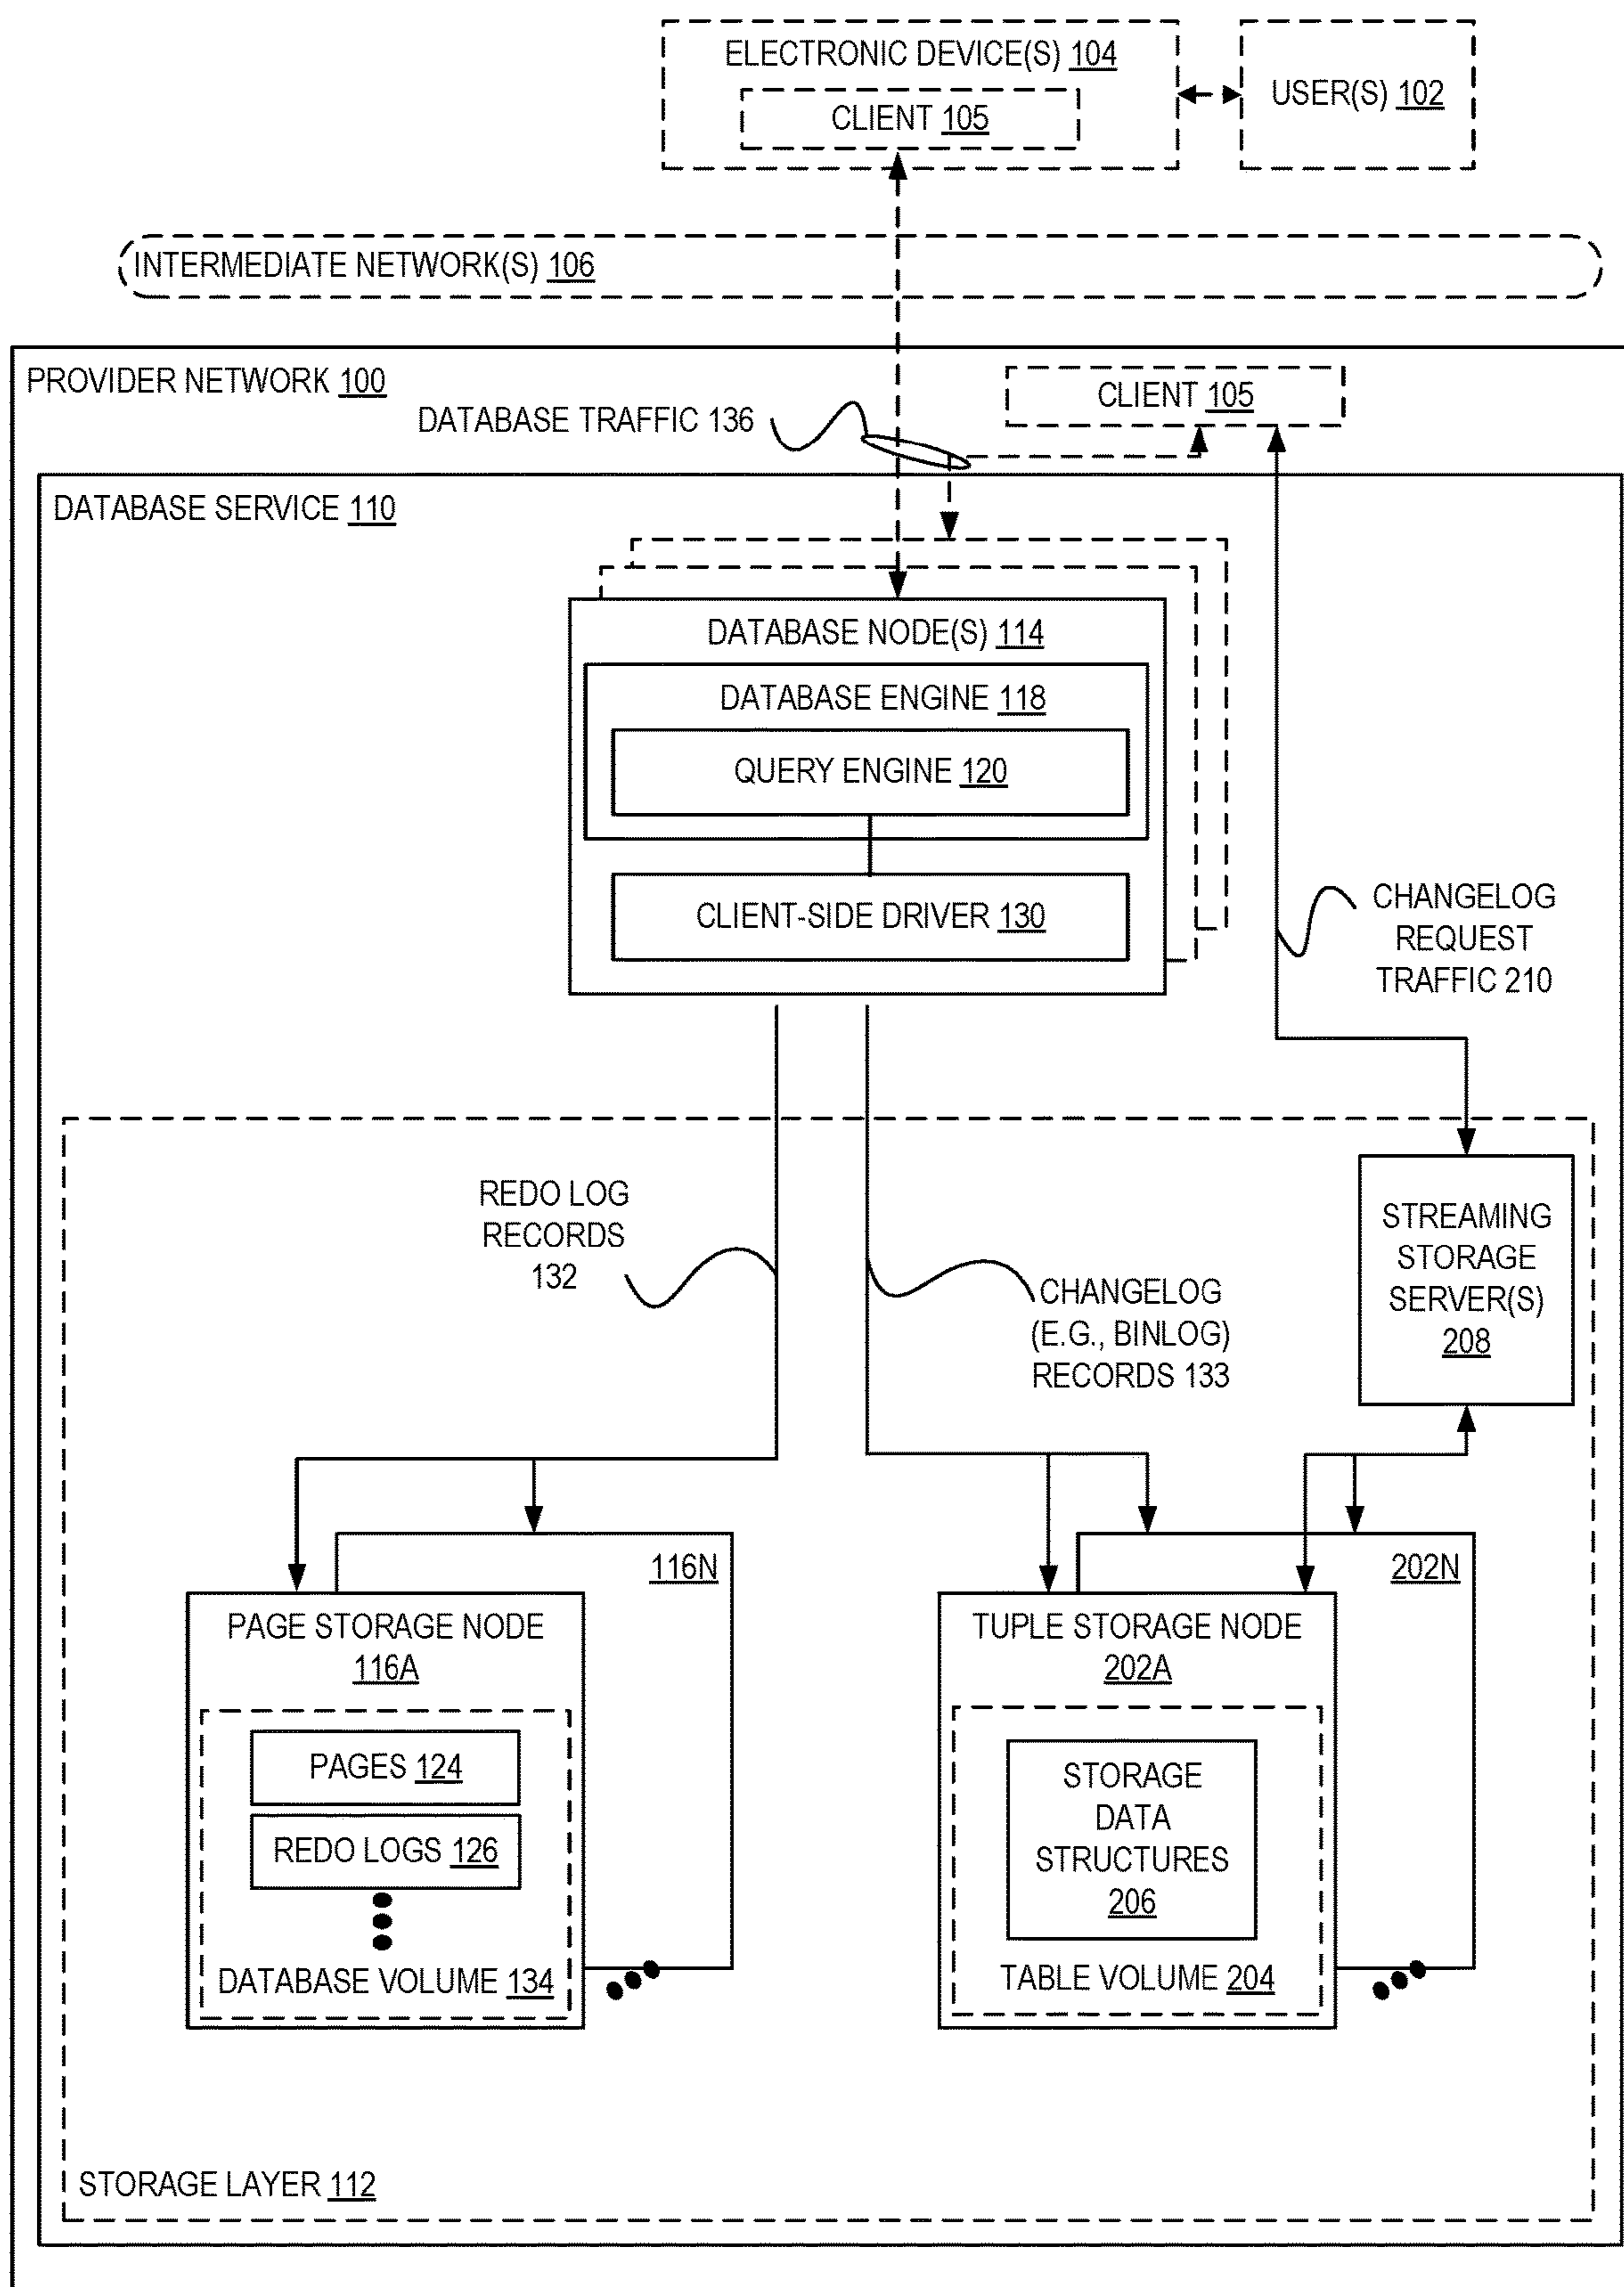 ELECTRONIC DEVICE(S) 104
CLIENT 105
USER(S) 102
INTERMEDIATE NETWORK(S) 106
PROVIDER NETWORK 100
CLIENT 105
DATABASE TRAFFIC 136
DATABASE SERVICE 110
DATABASE NODE(S) 114
DATABASE ENGINE 118
QUERY ENGINE 120
CLIENT-SIDE DRIVER 130
CHANGELOG
REQUEST
TRAFFIC 210
REDO LOG
RECORDS
132
CHANGELOG
(E.G., BINLOG)
RECORDS 133
STREAMING
STORAGE
SERVER(S)
208
116N
PAGE STORAGE NODE
116A
PAGES 124
REDO LOGS 126
DATABASE VOLUME 134
202N
TUPLE STORAGE NODE
202A
STORAGE
DATA
STRUCTURES
206
TABLE VOLUME 204
STORAGE LAYER 112